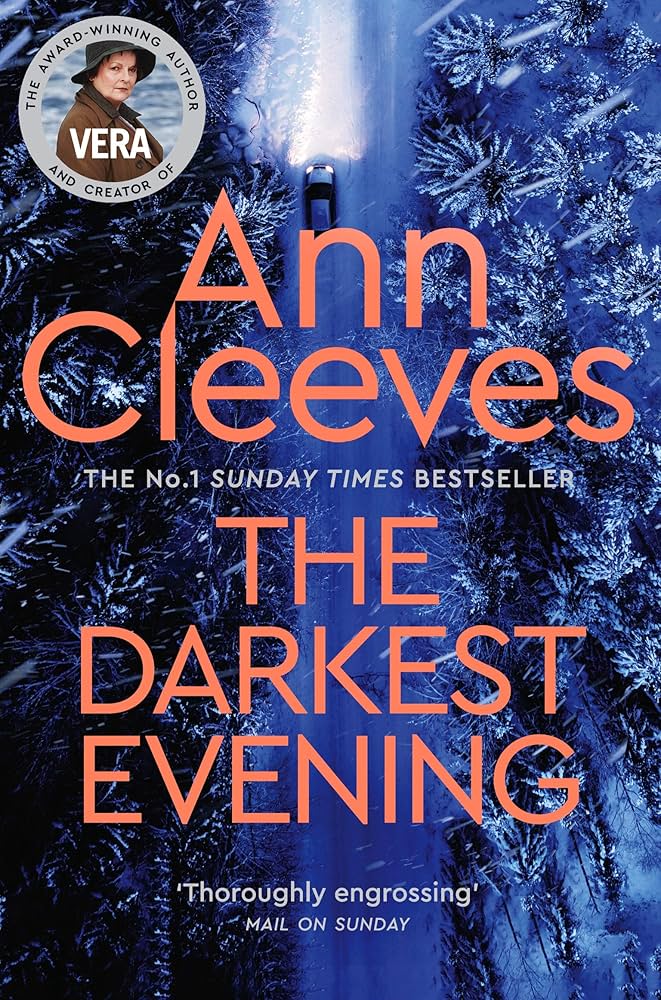 THE AWARD-WINNING AUTHOR
AND CREATOR OF
VERA
Ann
Cleeves
THE No.1 SUNDAY TIMES BESTSELLER
THE
DARKEST
EVENING
‘Thoroughly engrossing’
MAIL ON SUNDAY